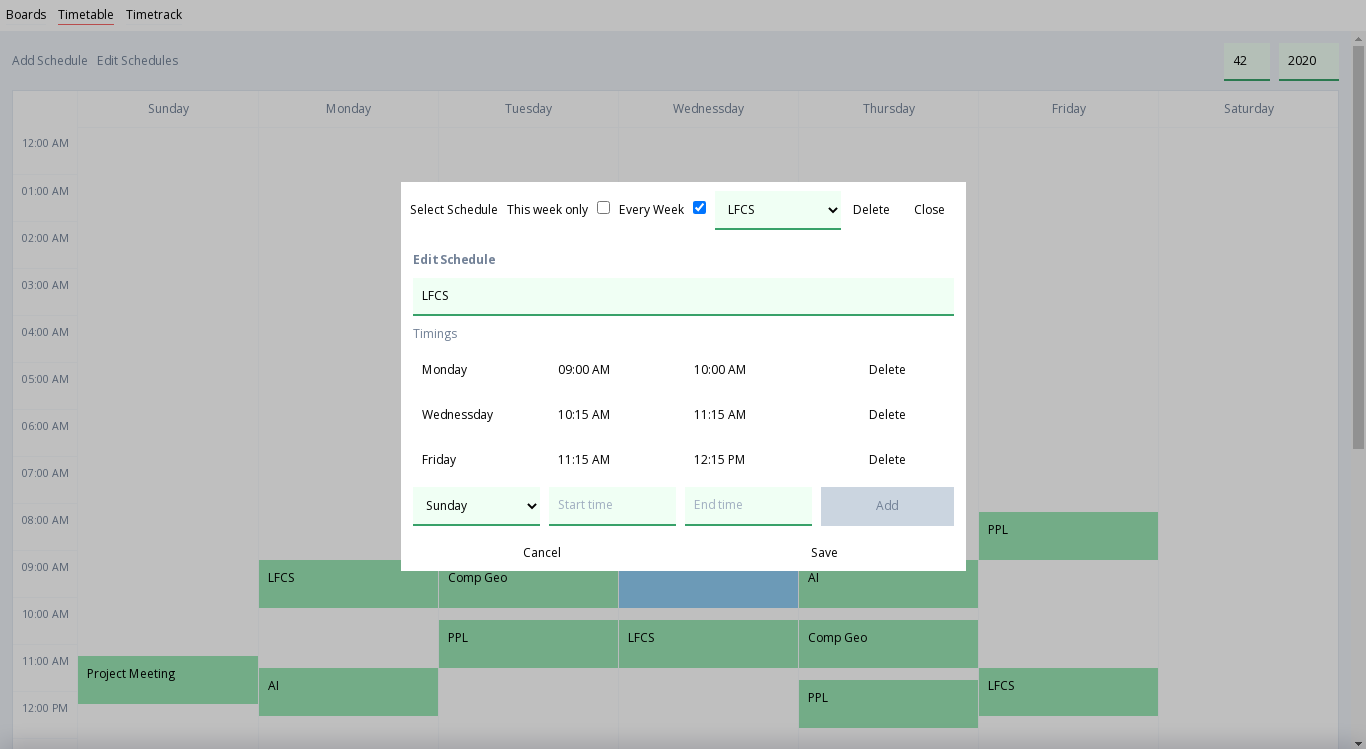 Boards Timetable Timetrack
Add Schedule Edit Schedules 42 2020
Sunday Monday Tuesday Wednessday Thursday Friday Saturday
12:00 AM
01:00 AM
Select Schedule This week only Every Week LFCS Delete Close
02:00 AM
Edit Schedule
03:00 AM
LFCS
04:00 AM
Timings
Monday 09:00 AM 10:00 AM Delete
05:00 AM
Wednessday 10:15 AM 11:15 AM Delete
06:00 AM
Friday 11:15 AM 12:15 PM Delete
07:00 AM
Sunday Start time End time Add
08:00 AM
PPL
Cancel Save
09:00 AM
LFCS Comp Geo AI
10:00 AM
PPL LFCS Comp Geo
11:00 AM
Project Meeting
AI LFCS
PPL
12:00 PM